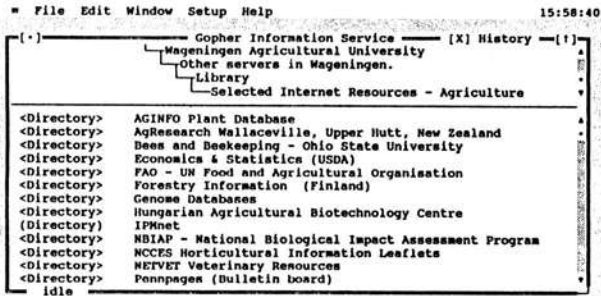 ≡ File Edit Window Setup Help 15:58:40
[·] Gopher Information Service [X] History [↑]
Wageningen Agricultural University
Other servers in Wageningen.
Library
Selected Internet Resources - Agriculture
<Directory> AGINFO Plant Database
<Directory> AgResearch Wallaceville, Upper Hutt, New Zealand
<Directory> Bees and Beekeeping - Ohio State University
<Directory> Economics & Statistics (USDA)
<Directory> FAO - UN Food and Agricultural Organisation
<Directory> Forestry Information (Finland)
<Directory> Genome Databases
<Directory> Hungarian Agricultural Biotechnology Centre
(Directory) IPMnet
<Directory> NBIAP - National Biological Impact Assessment Program
<Directory> NCCES Horticultural Information Leaflets
<Directory> NETVET Veterinary Resources
<Directory> Pennpages (Bulletin board)
idle